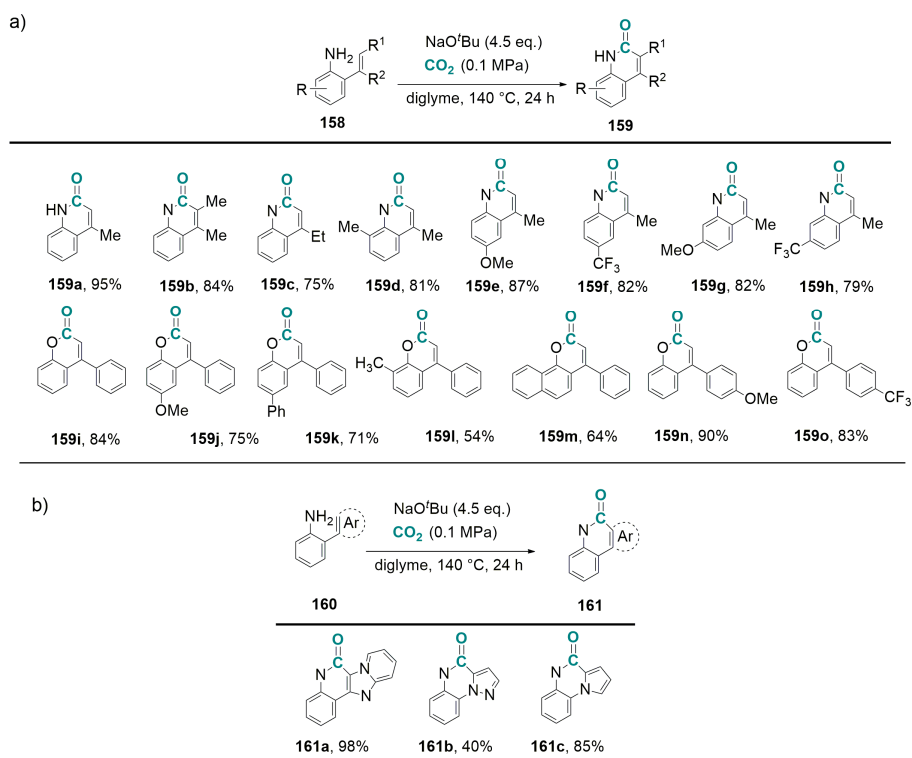 a)
NaOᵗBu (4.5 eq.)
CO₂ (0.1 MPa)
diglyme, 140 °C, 24 h
NH₂ R¹
R²
R
158
O
C
HN R¹
R²
R
159
O O O O O O O O
C C C C C C C C
HN N Me N N N N N N
Me Me Et Me Me Me Me Me Me
OMe CF₃ MeO F₃C
159a, 95% 159b, 84% 159c, 75% 159d, 81% 159e, 87% 159f, 82% 159g, 82% 159h, 79%
O O O O O O O
C C C C C C C
O O O O O O O
H₃C
OMe Ph OMe CF₃
159i, 84% 159j, 75% 159k, 71% 159l, 54% 159m, 64% 159n, 90% 159o, 83%
b)
NaOᵗBu (4.5 eq.)
CO₂ (0.1 MPa)
diglyme, 140 °C, 24 h
NH₂ Ar
160
O
C
N Ar
161
O O O
C C C
N N N N N
N N N N
161a, 98% 161b, 40% 161c, 85%